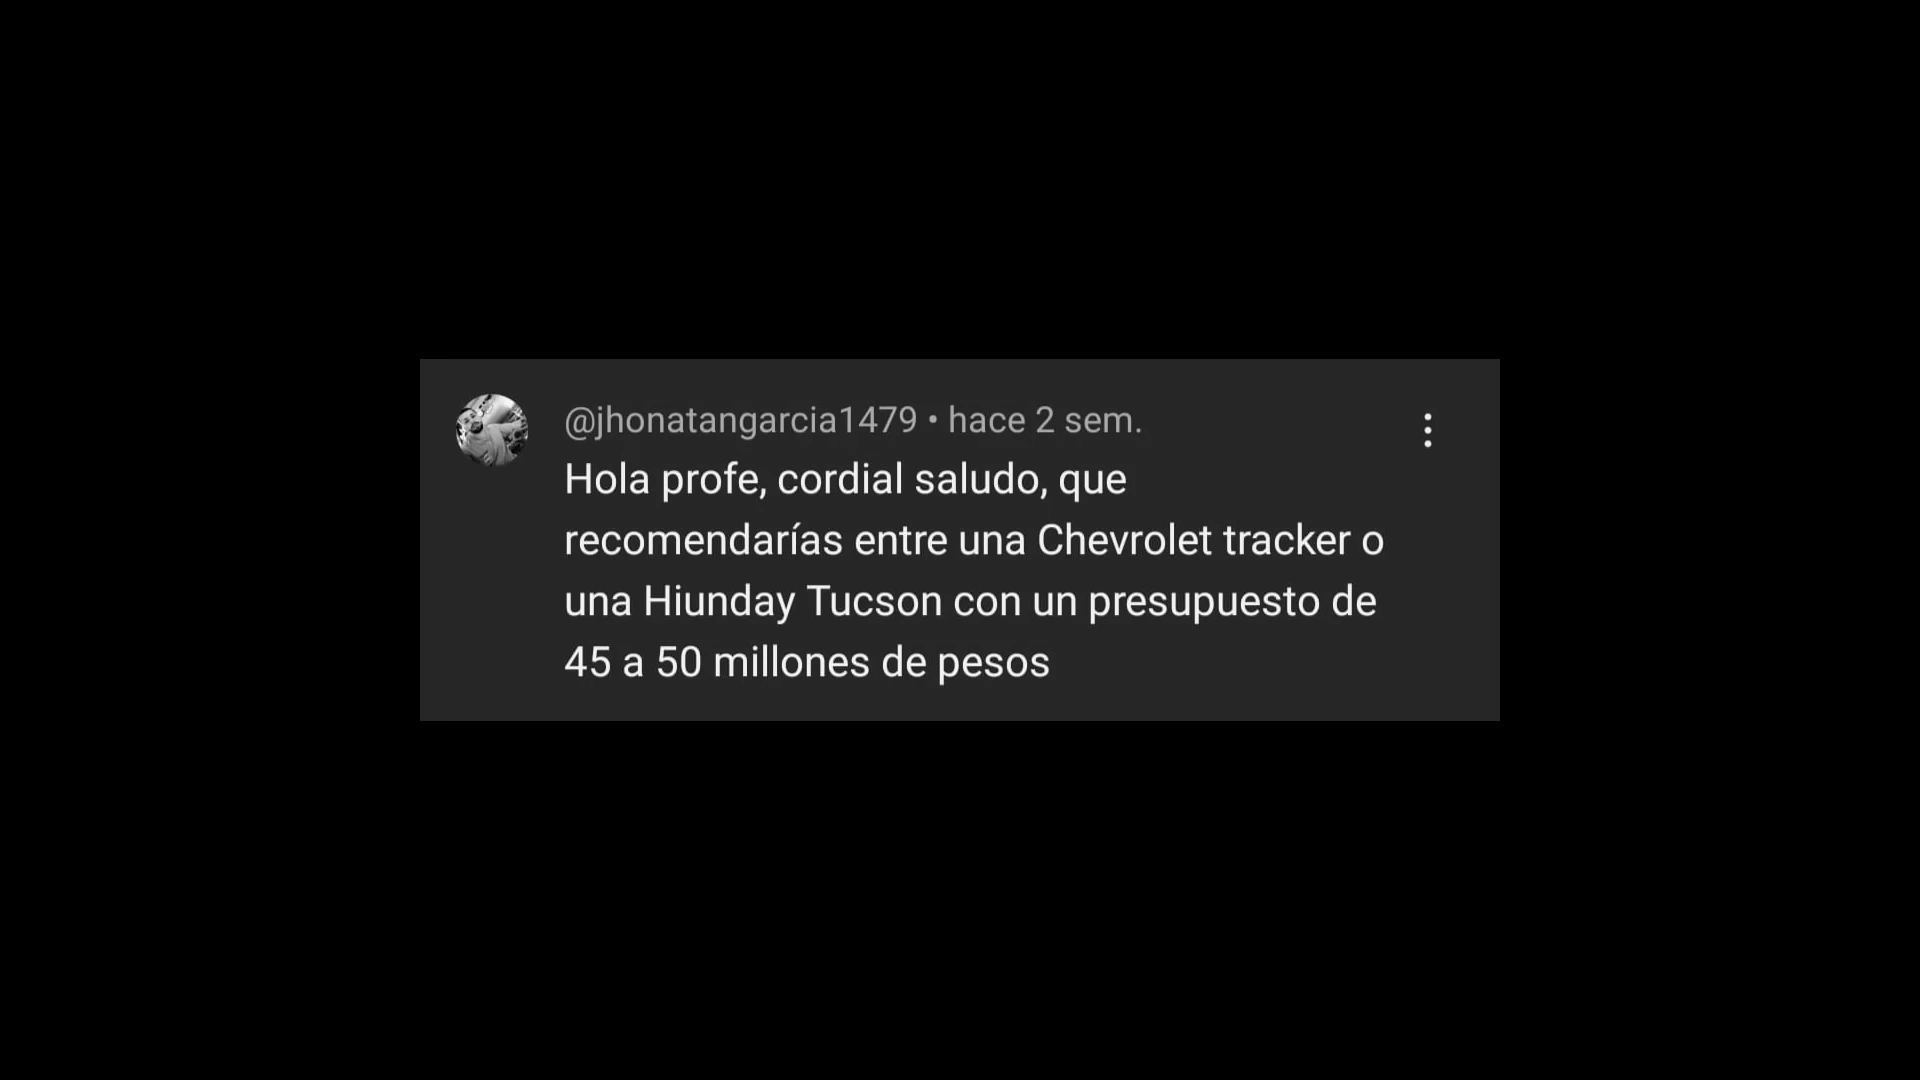 @jhonatangarcia1479 • hace 2 sem.
Hola profe, cordial saludo, que
recomendarías entre una Chevrolet tracker o
una Hiunday Tucson con un presupuesto de
45 a 50 millones de pesos